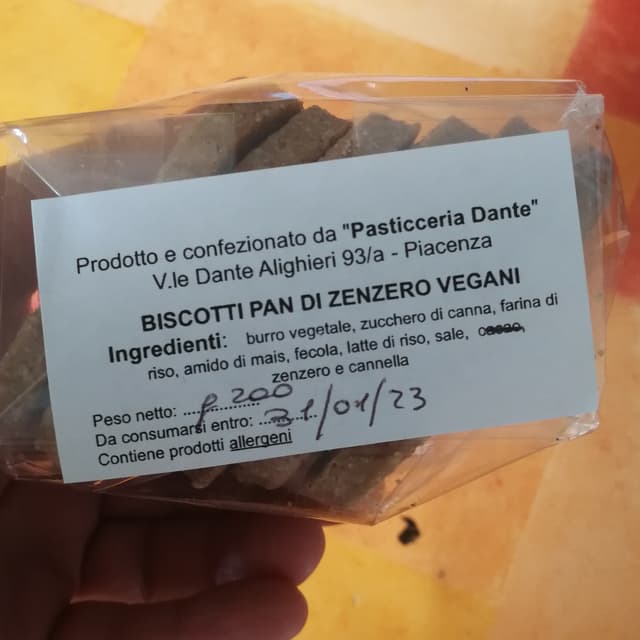 Prodotto e confezionato da "Pasticceria Dante"
V.le Dante Alighieri 93/a - Piacenza
BISCOTTI PAN DI ZENZERO VEGANI
Ingredienti: burro vegetale, zucchero di canna, farina di
riso, amido di mais, fecola, latte di riso, sale, cacao,
zenzero e cannella
Peso netto: ... g 200
Da consumarsi entro: ... 31/01/23
Contiene prodotti allergeni